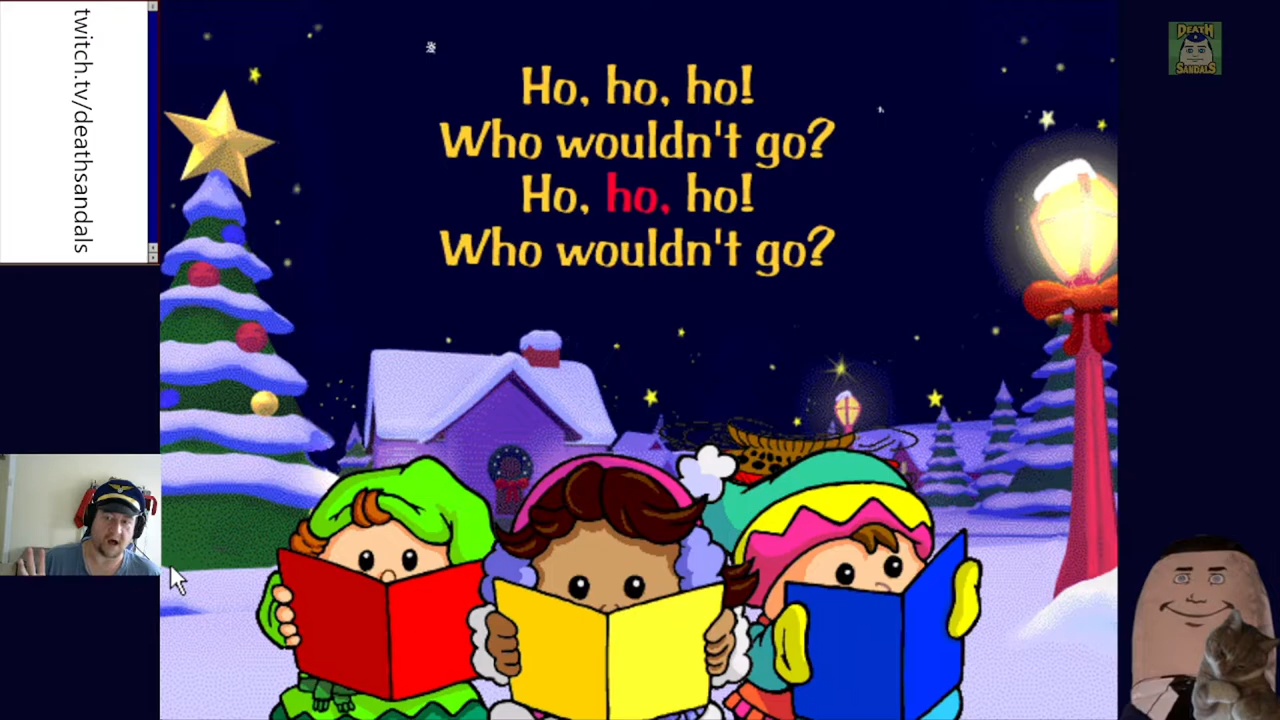 twitch.tv/deathsandals
Ho, ho, ho!
Who wouldn't go?
Ho, ho, ho!
Who wouldn't go?
DEATH
SANDALS